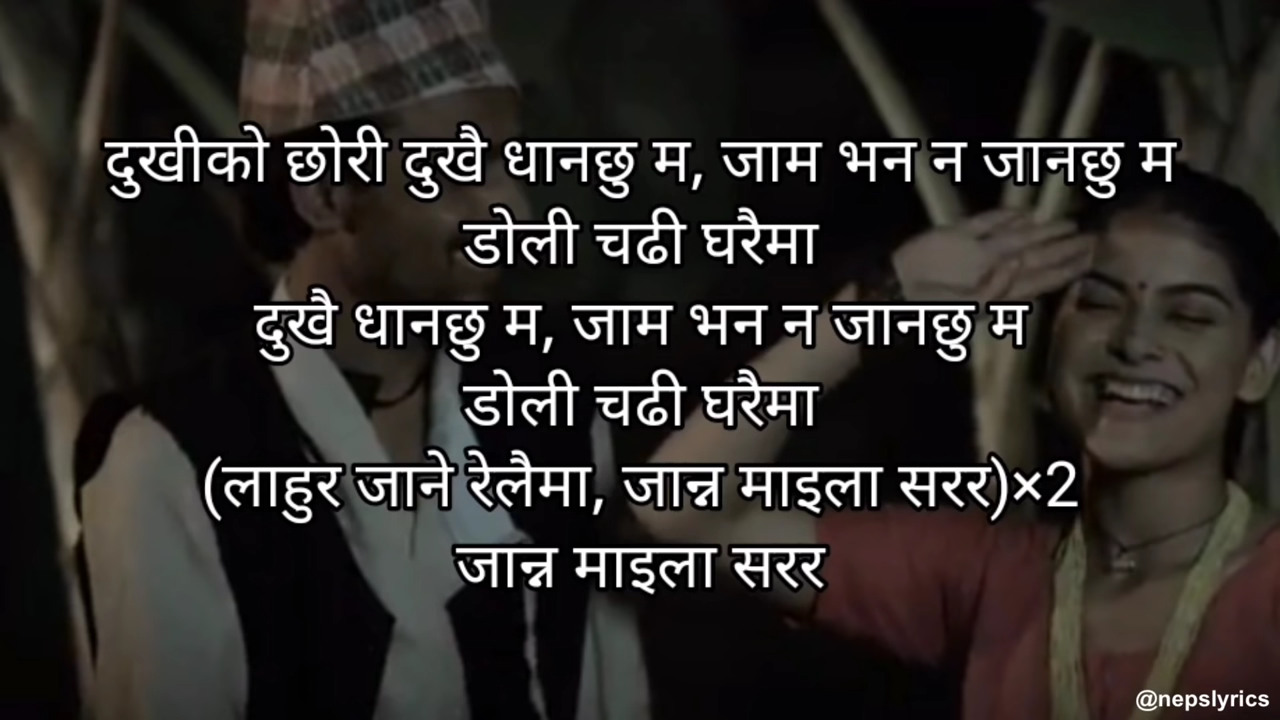 दुखीको छोरी दुखै धानछु म, जाम भन न जानछु म
डोली चढी घरैमा
दुखै धानछु म, जाम भन न जानछु म
डोली चढी घरैमा
(लाहुर जाने रेलैमा, जान्न माइला सरर)×2
जान्न माइला सरर
@nepslyrics